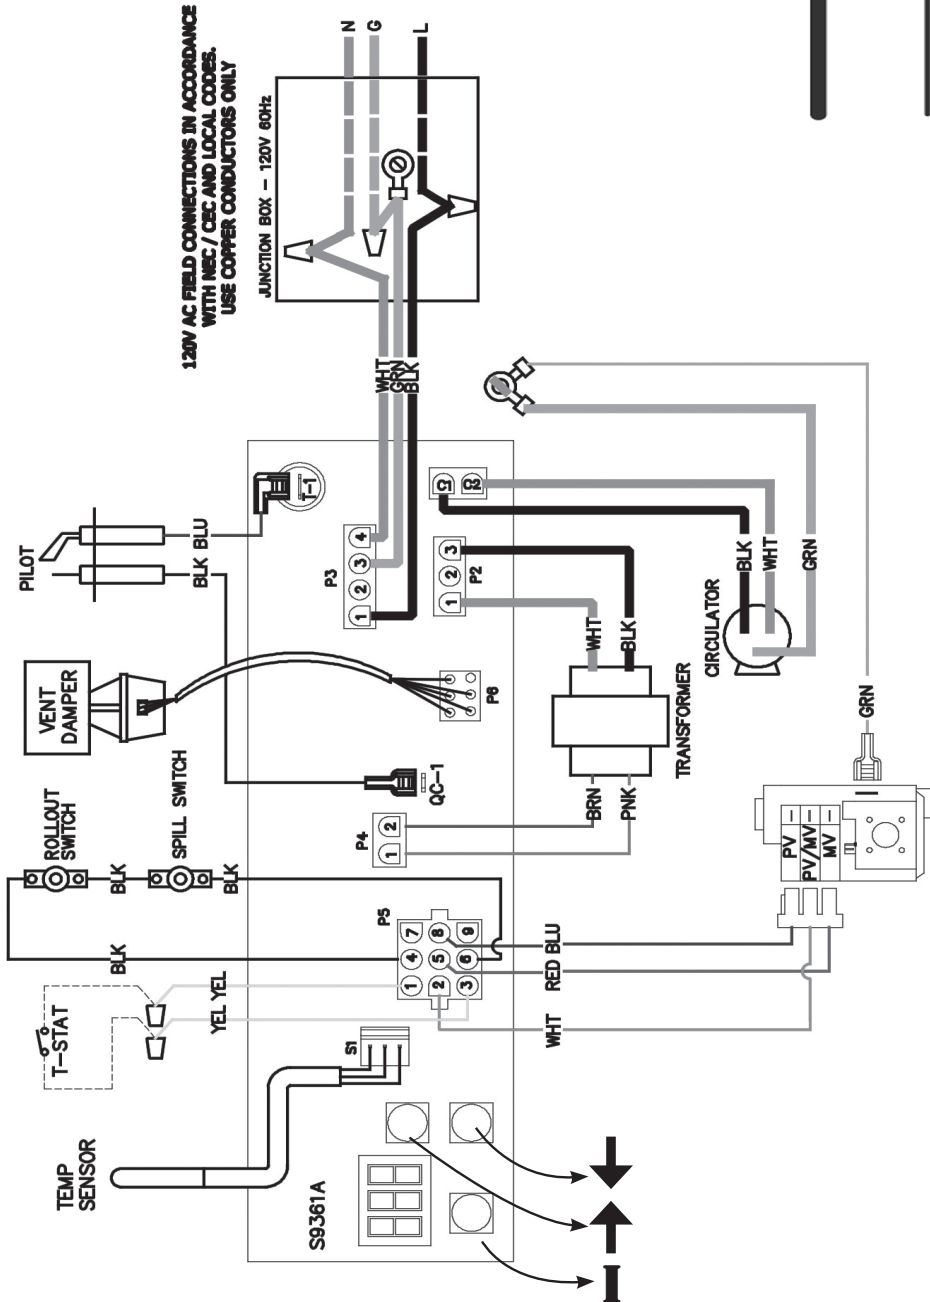 120V AC FIELD CONNECTIONS IN ACCORDANCE
WITH NEC / CEC AND LOCAL CODES.
USE COPPER CONDUCTORS ONLY
JUNCTION BOX – 120V 60Hz
N
G
L
WHT
GRN
BLK
PILOT
BLK BLU
T-1
VENT
DAMPER
P3
1
2
3
4
C1
C2
P2
1
2
3
P6
QC-1
ROLLOUT
SWITCH
SPILL SWITCH
BLK
BLK
BLK
P4
1
2
P5
7
8
9
4
5
6
1
2
3
T-STAT
YEL YEL
TEMP
SENSOR
S1
S9361A
WHT
BLK
TRANSFORMER
BRN
PNK
CIRCULATOR
BLK
WHT
GRN
GRN
WHT
RED BLU
PV
PV/MV
MV